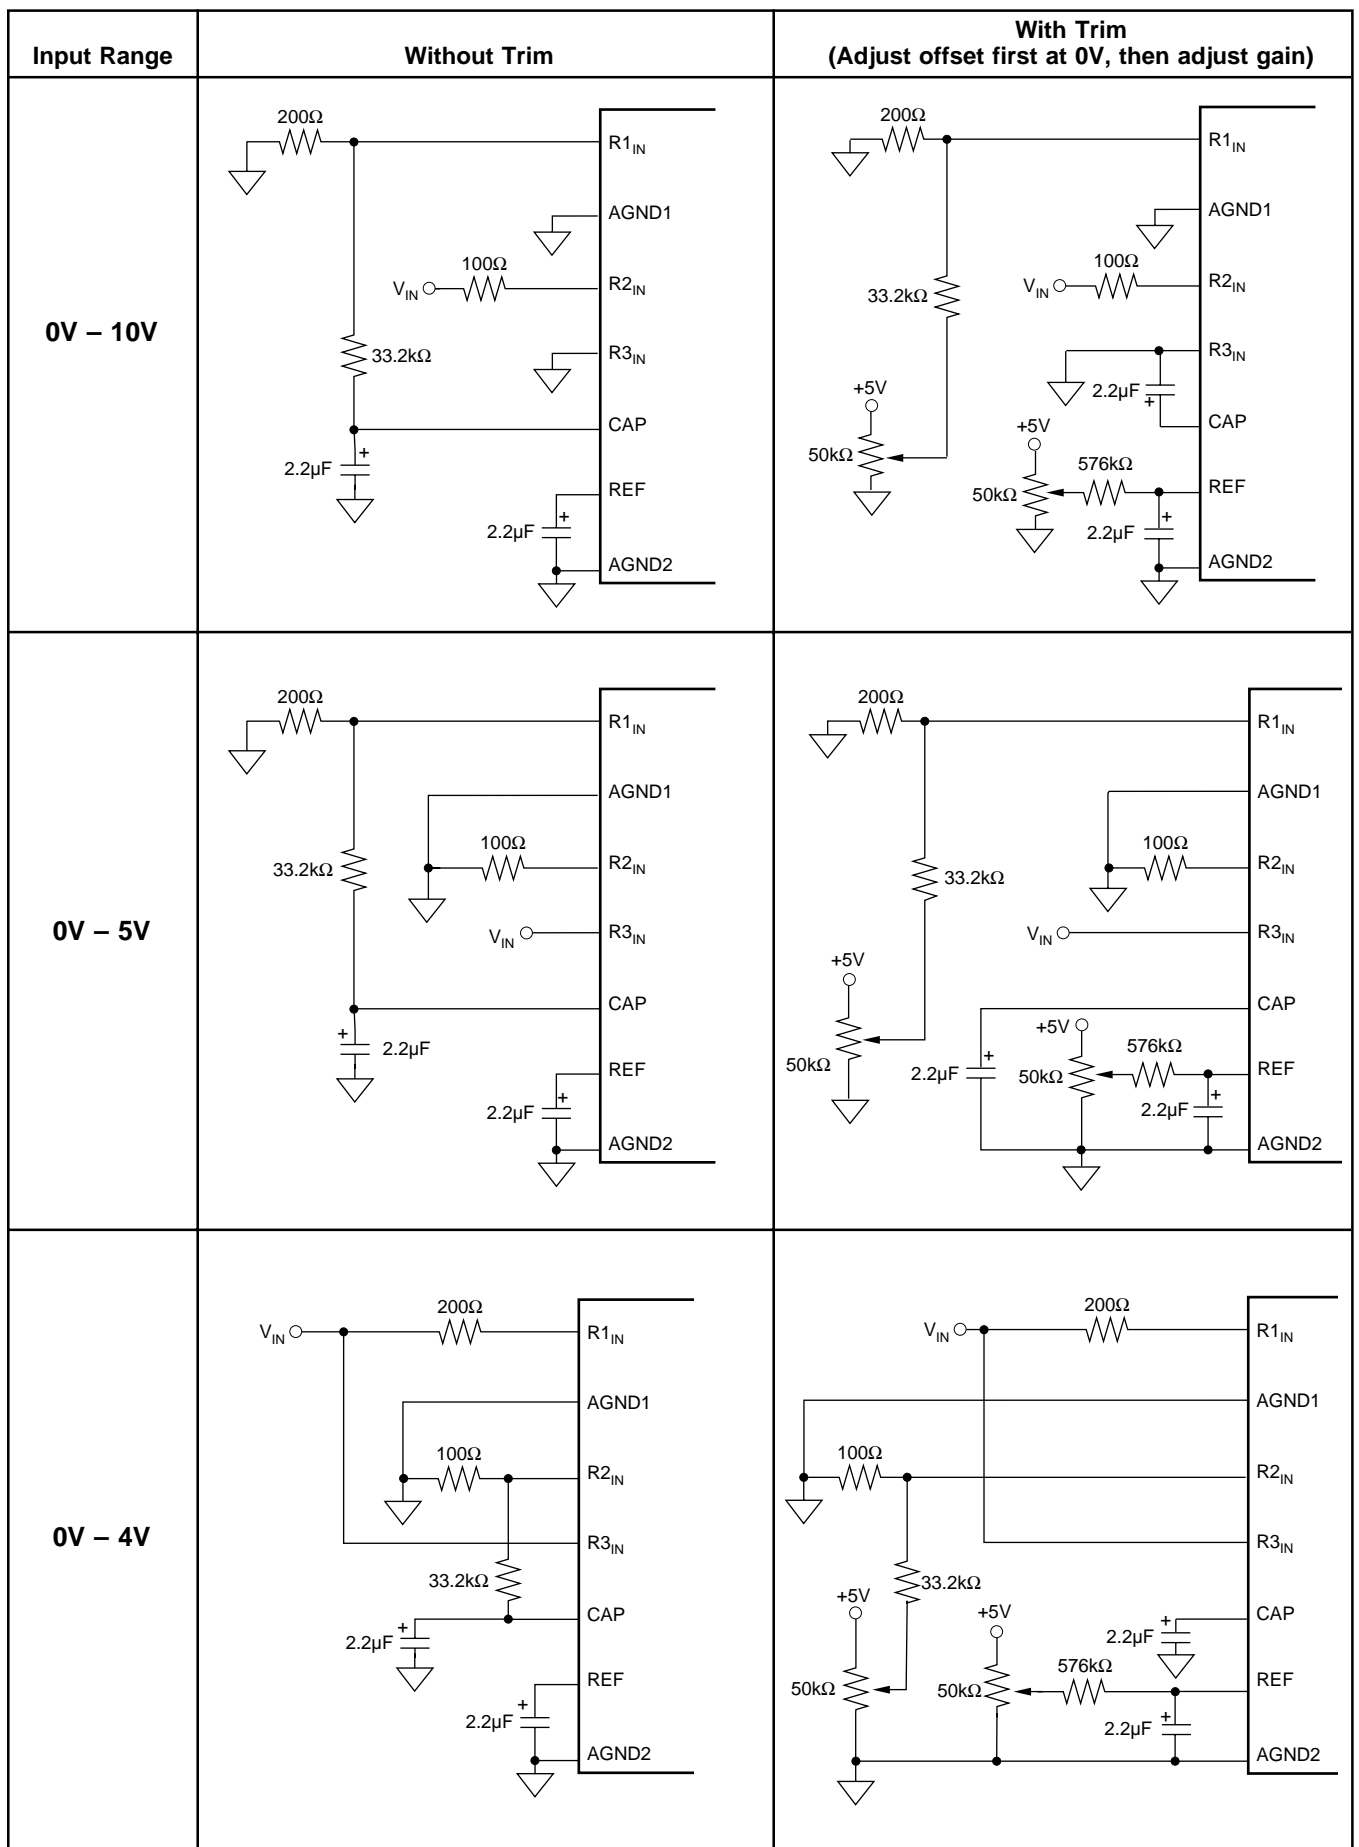 Input Range
Without Trim
With Trim
(Adjust offset first at 0V, then adjust gain)
0V – 10V
200Ω
R1IN
AGND1
100Ω
VIN
R2IN
33.2kΩ
R3IN
CAP
+
2.2µF
REF
+
2.2µF
AGND2
200Ω
R1IN
AGND1
100Ω
VIN
R2IN
33.2kΩ
R3IN
2.2µF
+
CAP
+5V
50kΩ
+5V
576kΩ
50kΩ
REF
+
2.2µF
AGND2
0V – 5V
200Ω
R1IN
AGND1
100Ω
R2IN
33.2kΩ
VIN
R3IN
CAP
+
2.2µF
REF
+
2.2µF
AGND2
200Ω
R1IN
AGND1
100Ω
R2IN
33.2kΩ
VIN
R3IN
+5V
50kΩ
CAP
+
2.2µF
+5V
50kΩ
576kΩ
REF
+
2.2µF
AGND2
0V – 4V
VIN
200Ω
R1IN
AGND1
100Ω
R2IN
R3IN
33.2kΩ
CAP
+
2.2µF
REF
+
2.2µF
AGND2
VIN
200Ω
R1IN
AGND1
100Ω
R2IN
R3IN
33.2kΩ
+5V
50kΩ
+5V
50kΩ
CAP
+
2.2µF
576kΩ
REF
+
2.2µF
AGND2